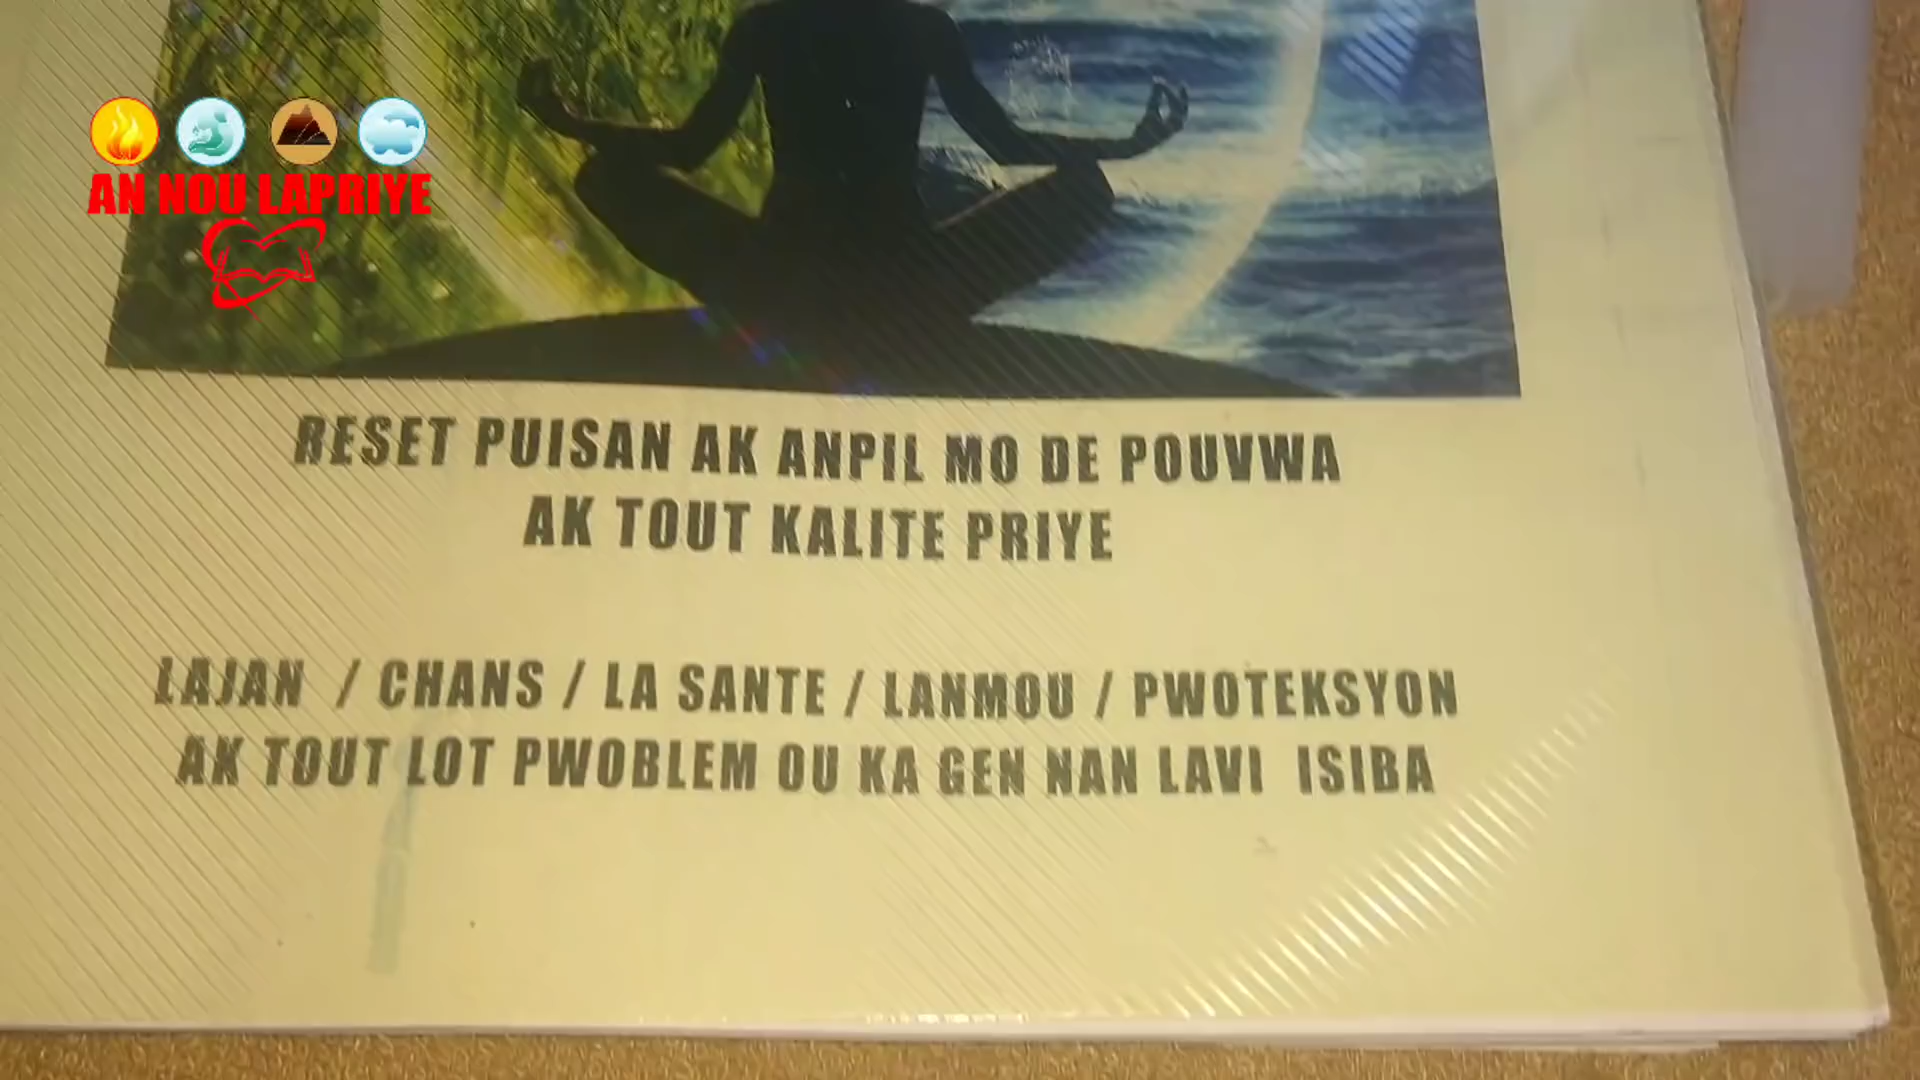 AN NOU LAPRIYE
RESET PUISAN AK ANPIL MO DE POUVWA
AK TOUT KALITE PRIYE
LAJAN / CHANS / LA SANTE / LANMOU / PWOTEKSYON
AK TOUT LOT PWOBLEM OU KA GEN NAN LAVI ISIBA